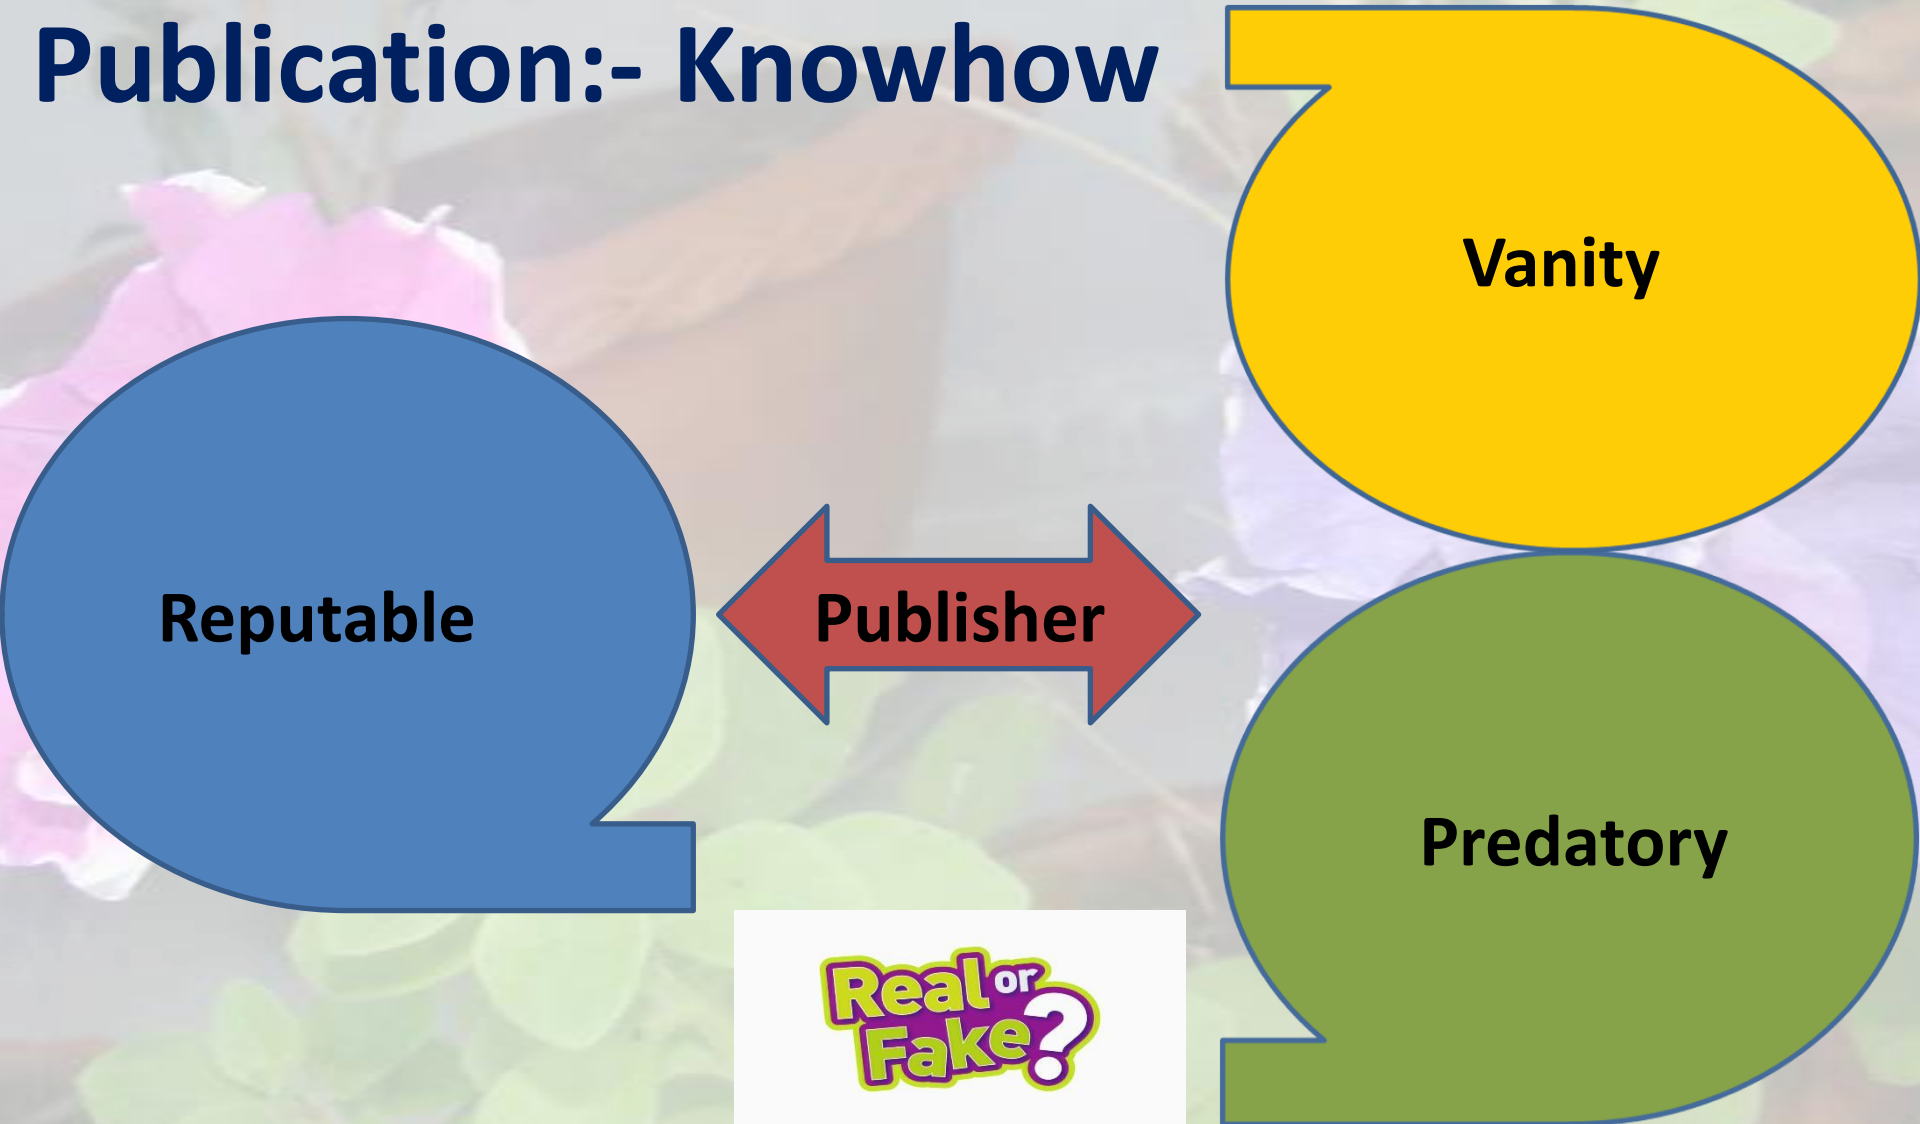 Publication:- Knowhow
Vanity
Reputable
Publisher
Predatory
Real or
Fake?